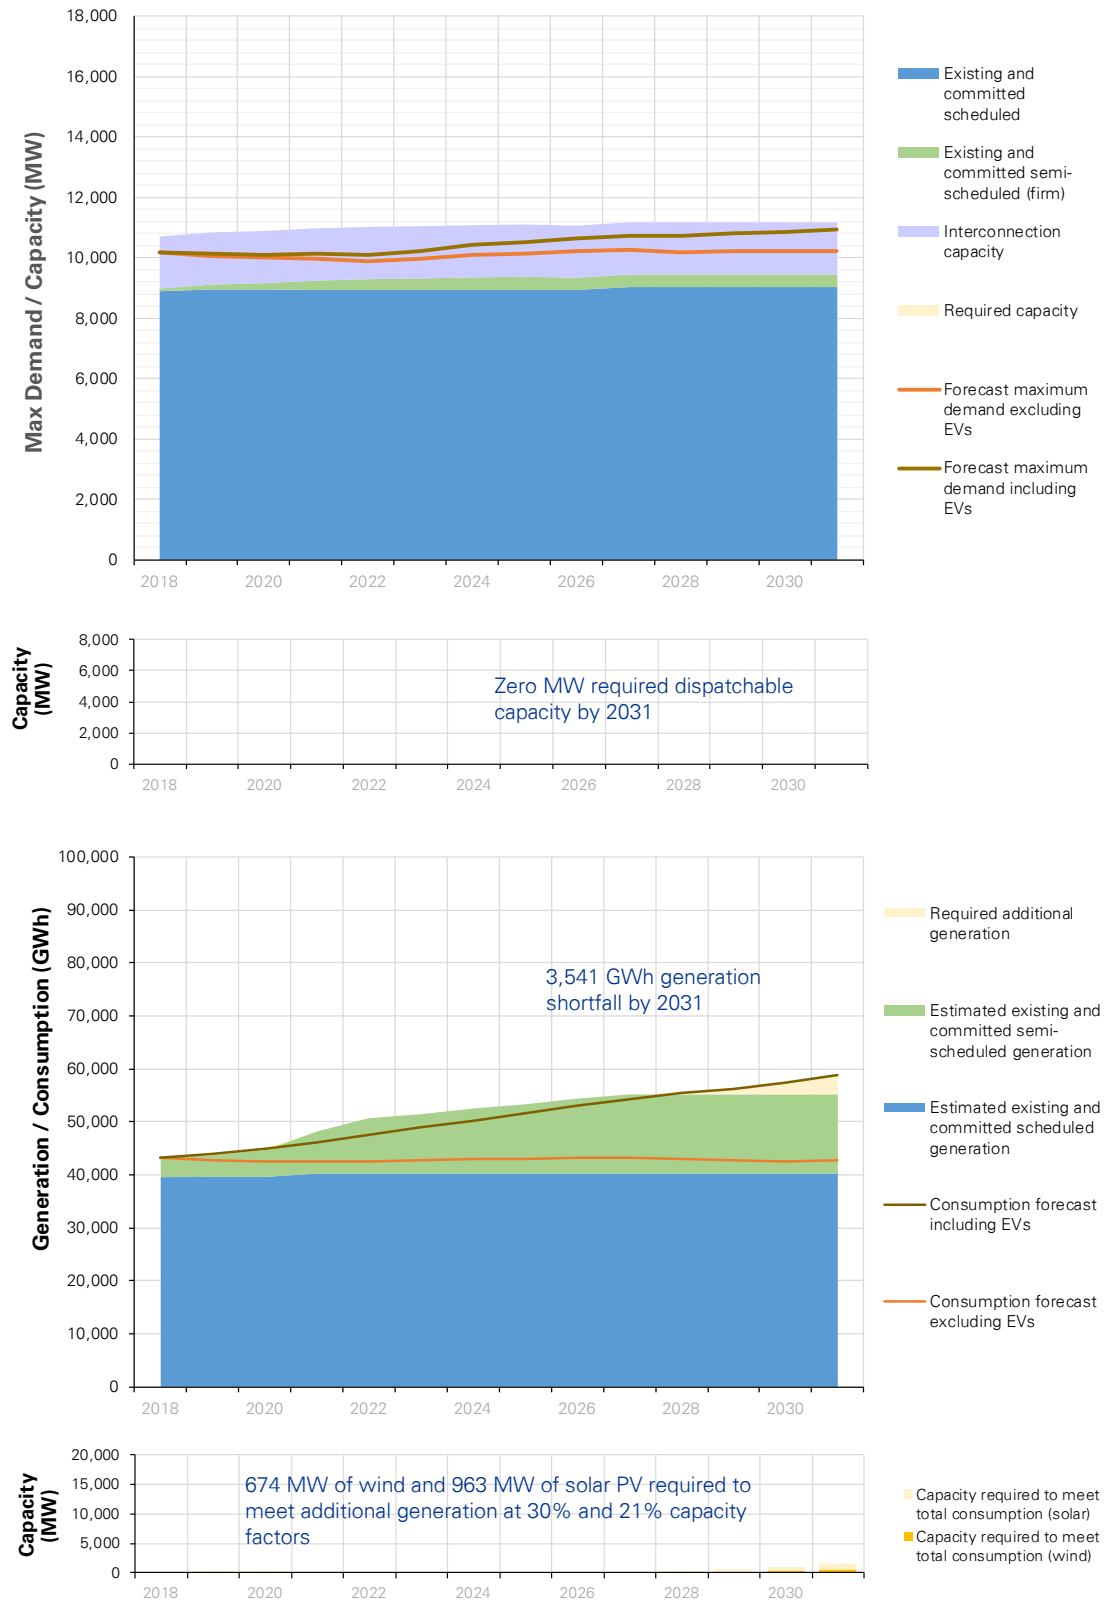 Max Demand / Capacity (MW)
18,000
16,000
14,000
12,000
10,000
8,000
6,000
4,000
2,000
0
2018 2020 2022 2024 2026 2028 2030
Existing and
committed
scheduled
Existing and
committed semi-
scheduled (firm)
Interconnection
capacity
Required capacity
Forecast maximum
demand excluding
EVs
Forecast maximum
demand including
EVs
Capacity
(MW)
8,000
6,000
4,000
2,000
0
Zero MW required dispatchable
capacity by 2031
2018 2020 2022 2024 2026 2028 2030
Generation / Consumption (GWh)
100,000
90,000
80,000
70,000
60,000
50,000
40,000
30,000
20,000
10,000
0
3,541 GWh generation
shortfall by 2031
2018 2020 2022 2024 2026 2028 2030
Required additional
generation
Estimated existing and
committed semi-
scheduled generation
Estimated existing and
committed scheduled
generation
Consumption forecast
including EVs
Consumption forecast
excluding EVs
Capacity
(MW)
20,000
15,000
10,000
5,000
0
674 MW of wind and 963 MW of solar PV required to
meet additional generation at 30% and 21% capacity
factors
2018 2020 2022 2024 2026 2028 2030
Capacity required to meet
total consumption (solar)
Capacity required to meet
total consumption (wind)